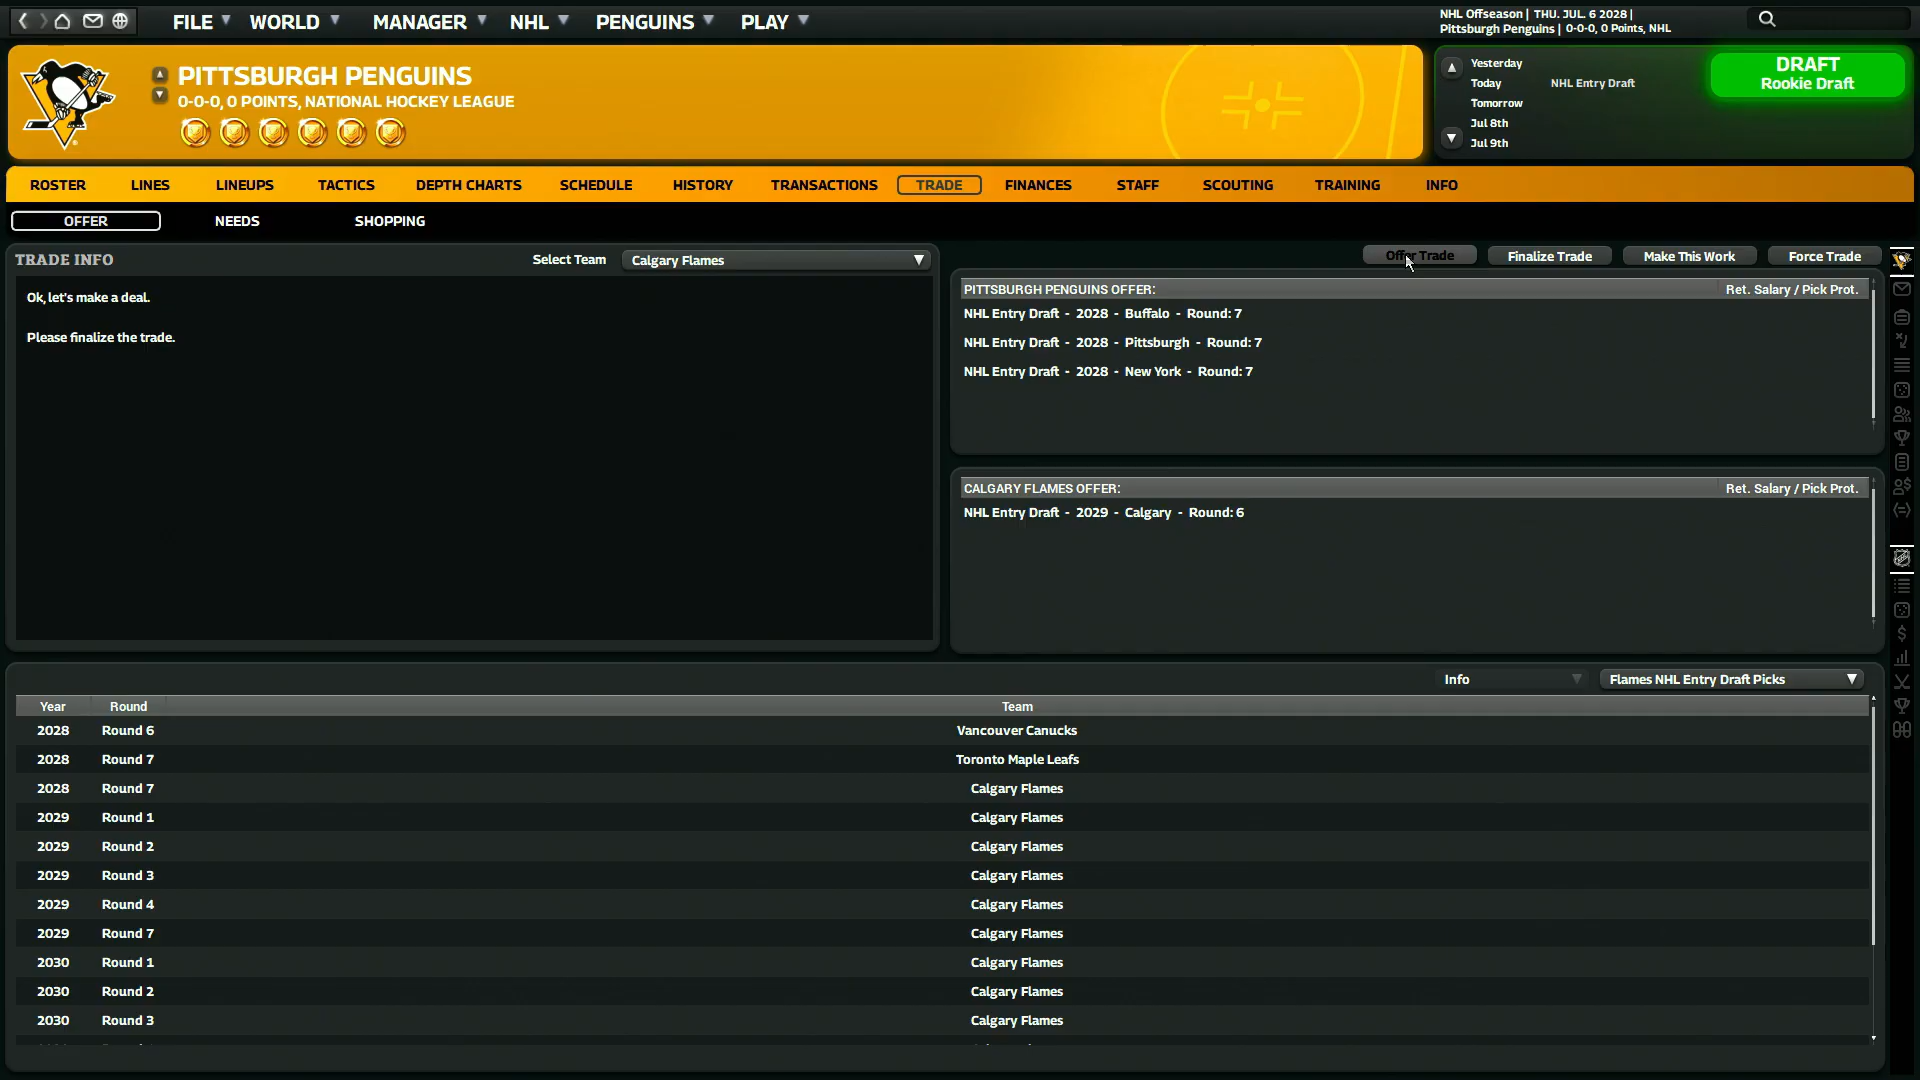 FILE WORLD MANAGER NHL PENGUINS PLAY
NHL Offseason | THU. JUL. 6 2028 |
Pittsburgh Penguins | 0-0-0, 0 Points, NHL
PITTSBURGH PENGUINS
0-0-0, 0 POINTS, NATIONAL HOCKEY LEAGUE
Yesterday
Today NHL Entry Draft
Tomorrow
Jul 8th
Jul 9th
DRAFT
Rookie Draft
ROSTER LINES LINEUPS TACTICS DEPTH CHARTS SCHEDULE HISTORY TRANSACTIONS TRADE FINANCES STAFF SCOUTING TRAINING INFO
OFFER NEEDS SHOPPING
TRADE INFO Select Team Calgary Flames
Ok, let's make a deal.
Please finalize the trade.
Offer Trade Finalize Trade Make This Work Force Trade
PITTSBURGH PENGUINS OFFER: Ret. Salary / Pick Prot.
NHL Entry Draft - 2028 - Buffalo - Round: 7
NHL Entry Draft - 2028 - Pittsburgh - Round: 7
NHL Entry Draft - 2028 - New York - Round: 7
CALGARY FLAMES OFFER: Ret. Salary / Pick Prot.
NHL Entry Draft - 2029 - Calgary - Round: 6
Info Flames NHL Entry Draft Picks
Year Round Team
2028 Round 6 Vancouver Canucks
2028 Round 7 Toronto Maple Leafs
2028 Round 7 Calgary Flames
2029 Round 1 Calgary Flames
2029 Round 2 Calgary Flames
2029 Round 3 Calgary Flames
2029 Round 4 Calgary Flames
2029 Round 7 Calgary Flames
2030 Round 1 Calgary Flames
2030 Round 2 Calgary Flames
2030 Round 3 Calgary Flames